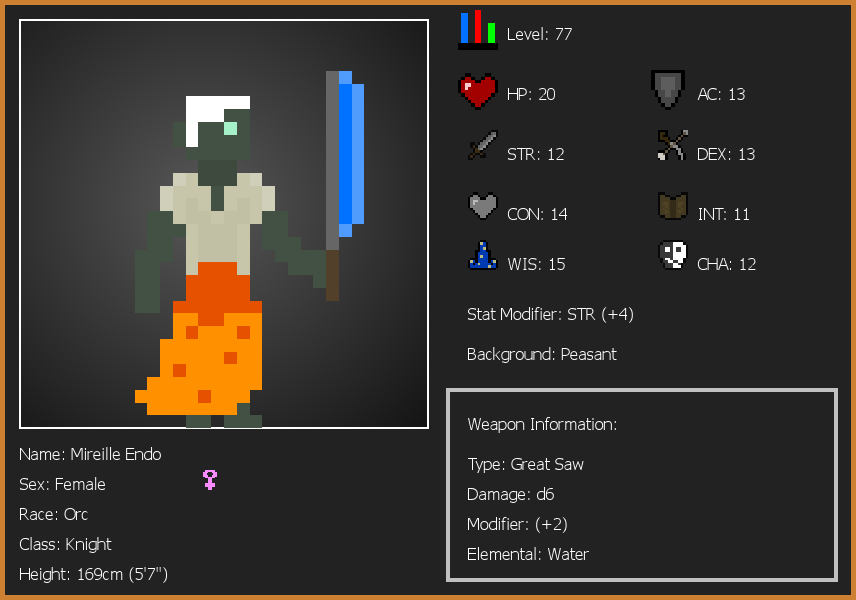 Level: 77
HP: 20
AC: 13
STR: 12
DEX: 13
CON: 14
INT: 11
WIS: 15
CHA: 12
Stat Modifier: STR (+4)
Background: Peasant
Weapon Information:
Type: Great Saw
Damage: d6
Modifier: (+2)
Elemental: Water
Name: Mireille Endo
Sex: Female
Race: Orc
Class: Knight
Height: 169cm (5'7")